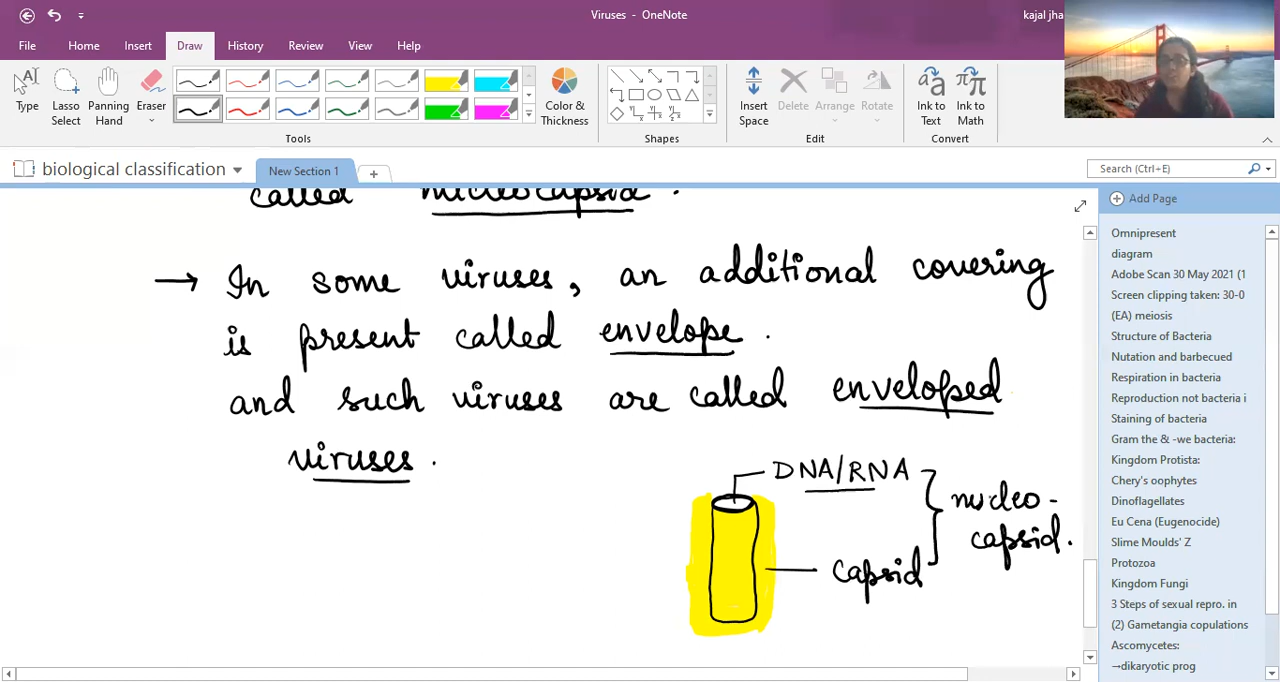 Viruses - OneNote
kajal jha
File Home Insert Draw History Review View Help
Type
Lasso Select
Panning Hand
Eraser
Color & Thickness
Insert Space
Delete
Arrange
Rotate
Ink to Text
Ink to Math
Tools
Shapes
Edit
Convert
biological classification
New Section 1
Search (Ctrl+E)
called nucleocapsid.
→ In some viruses, an additional covering
is present called envelope.
and such viruses are called enveloped
viruses.
DNA/RNA
nucleo-
capsid.
capsid
Add Page
Omnipresent
diagram
Adobe Scan 30 May 2021 (1
Screen clipping taken: 30-0
(EA) meiosis
Structure of Bacteria
Nutation and barbecued
Respiration in bacteria
Reproduction not bacteria i
Staining of bacteria
Gram the & -we bacteria:
Kingdom Protista:
Chery's oophytes
Dinoflagellates
Eu Cena (Eugenocide)
Slime Moulds' Z
Protozoa
Kingdom Fungi
3 Steps of sexual repro. in
(2) Gametangia copulations
Ascomycetes:
→dikaryotic prog